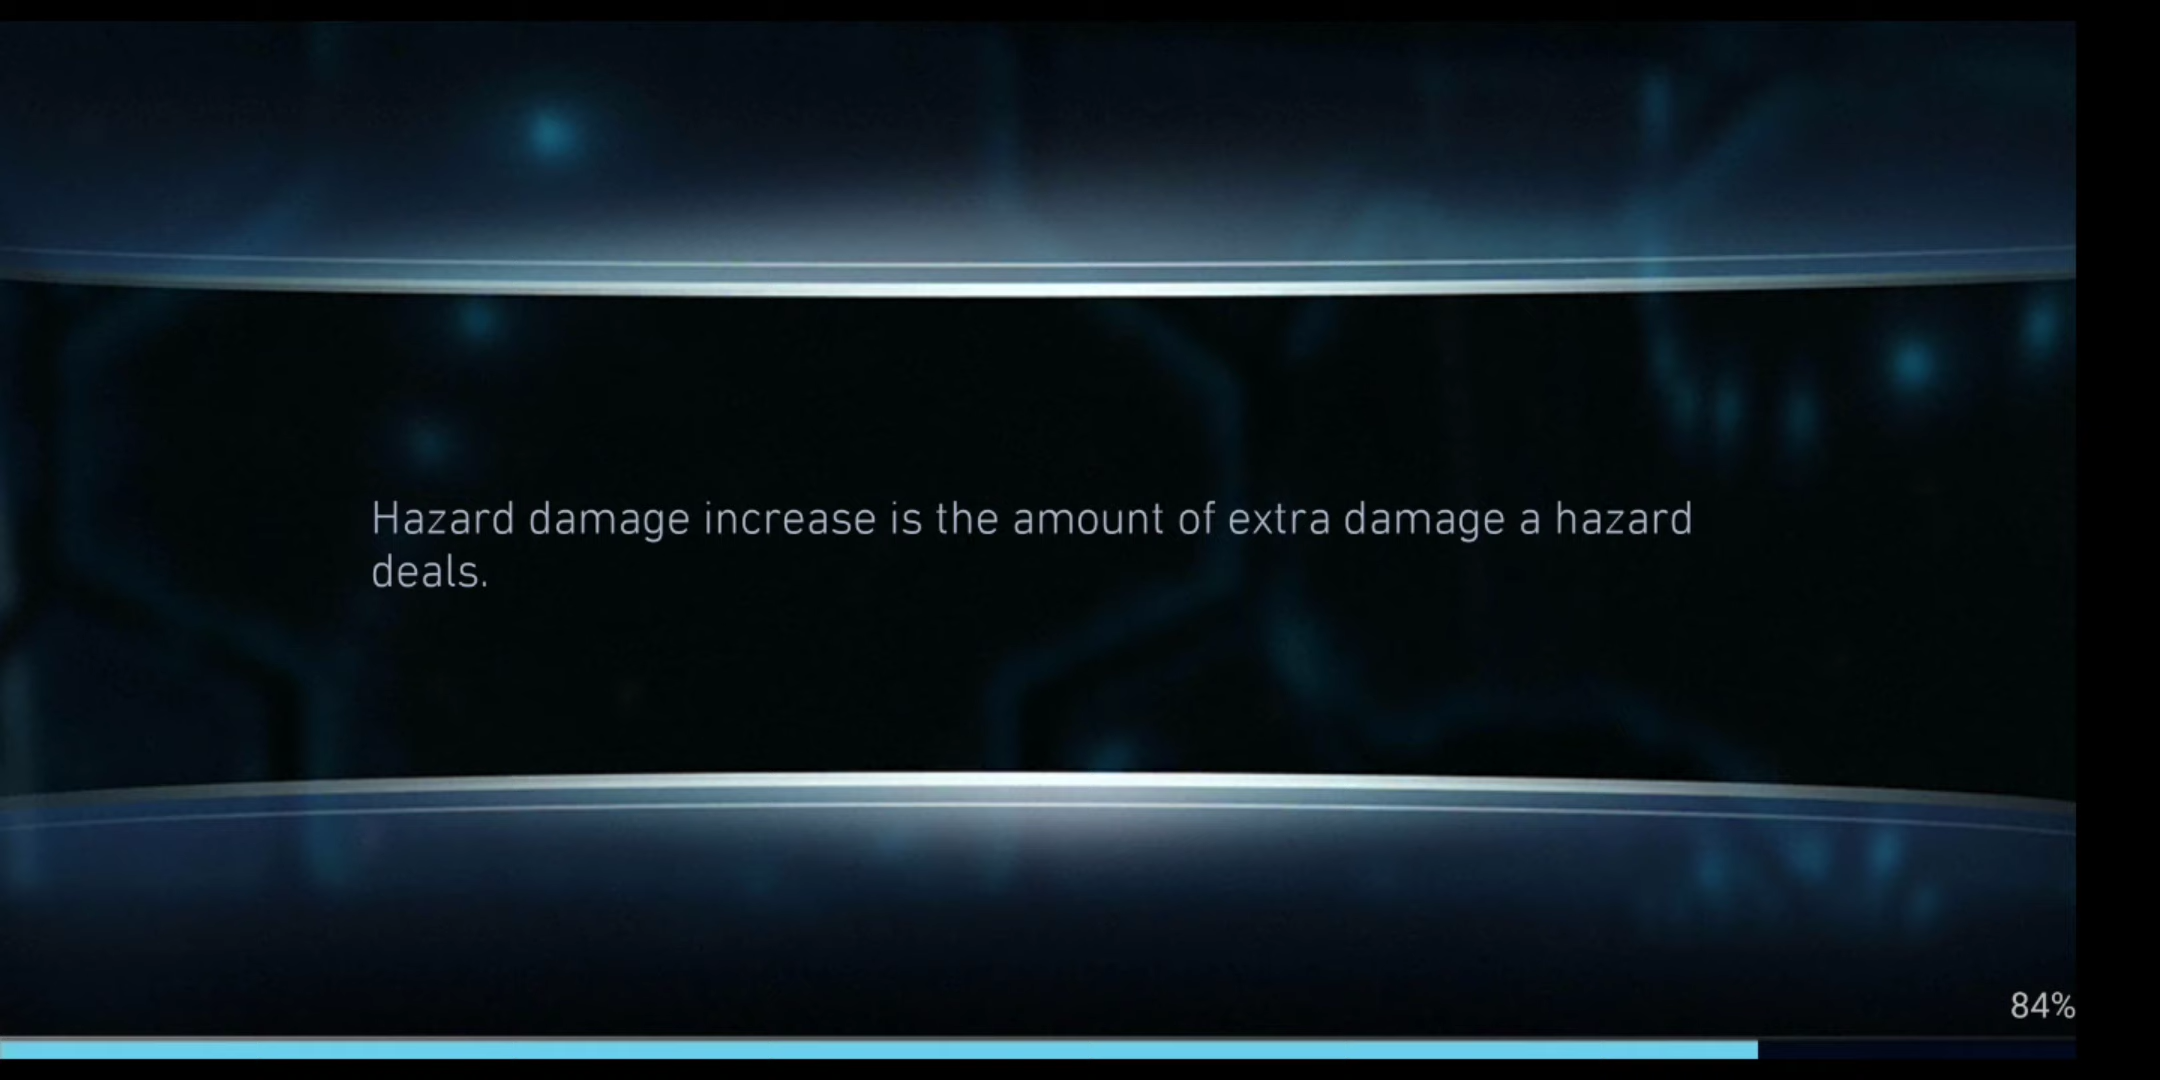 Hazard damage increase is the amount of extra damage a hazard
deals.
84%